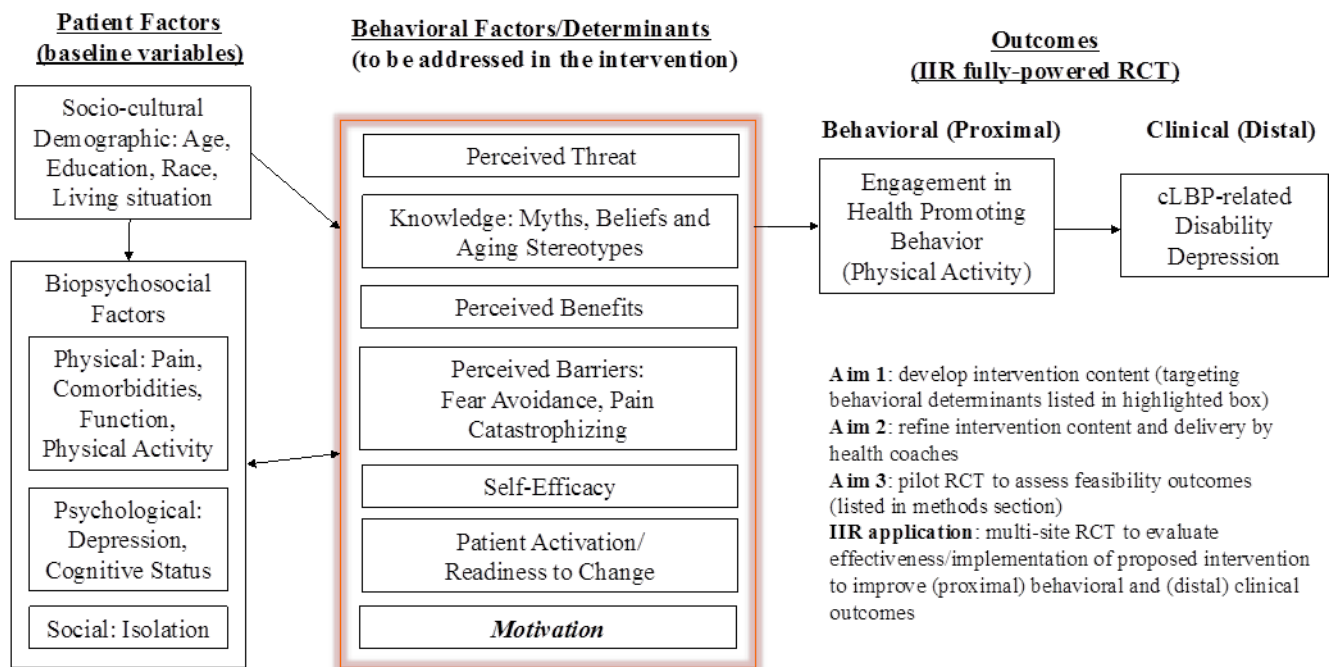 Patient Factors
(baseline variables)
Socio-cultural
Demographic: Age,
Education, Race,
Living situation
Biopsychosocial
Factors
Physical: Pain,
Comorbidities,
Function,
Physical Activity
Psychological:
Depression,
Cognitive Status
Social: Isolation
Behavioral Factors/Determinants
(to be addressed in the intervention)
Perceived Threat
Knowledge: Myths, Beliefs and
Aging Stereotypes
Perceived Benefits
Perceived Barriers:
Fear Avoidance, Pain
Catastrophizing
Self-Efficacy
Patient Activation/
Readiness to Change
Motivation
Outcomes
(IIR fully-powered RCT)
Behavioral (Proximal)
Engagement in
Health Promoting
Behavior
(Physical Activity)
Clinical (Distal)
cLBP-related
Disability
Depression
Aim 1: develop intervention content (targeting
behavioral determinants listed in highlighted box)
Aim 2: refine intervention content and delivery by
health coaches
Aim 3: pilot RCT to assess feasibility outcomes
(listed in methods section)
IIR application: multi-site RCT to evaluate
effectiveness/implementation of proposed intervention
to improve (proximal) behavioral and (distal) clinical
outcomes